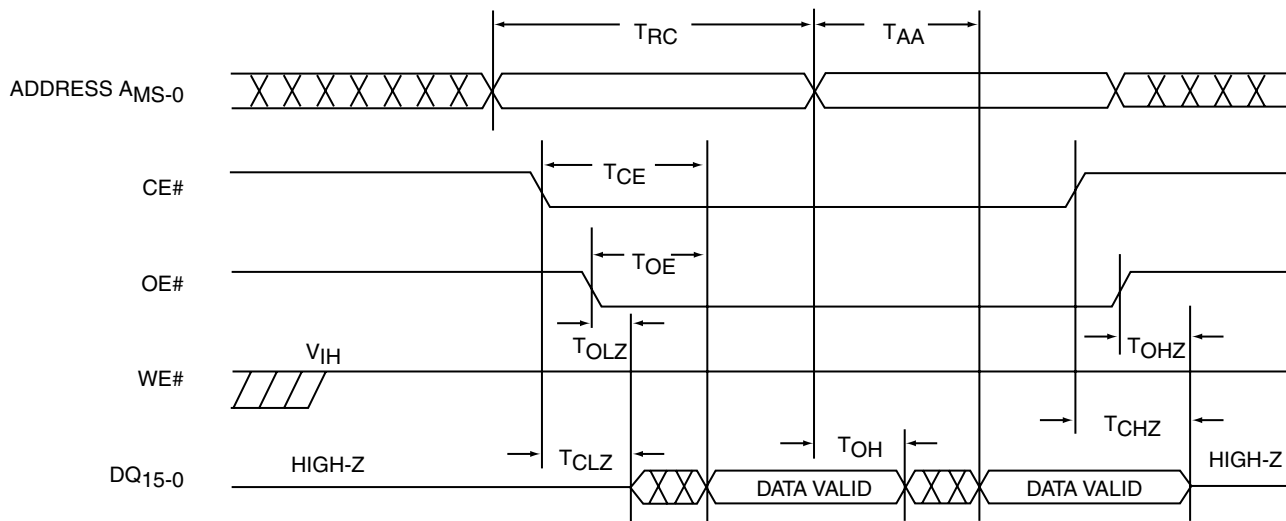 TRC TAA
ADDRESS AMS-0
TCE
CE#
TOE
OE#
TOLZ TOHZ
VIH
WE#
TCHZ
TCLZ TOH
HIGH-Z HIGH-Z
DQ15-0
DATA VALID DATA VALID